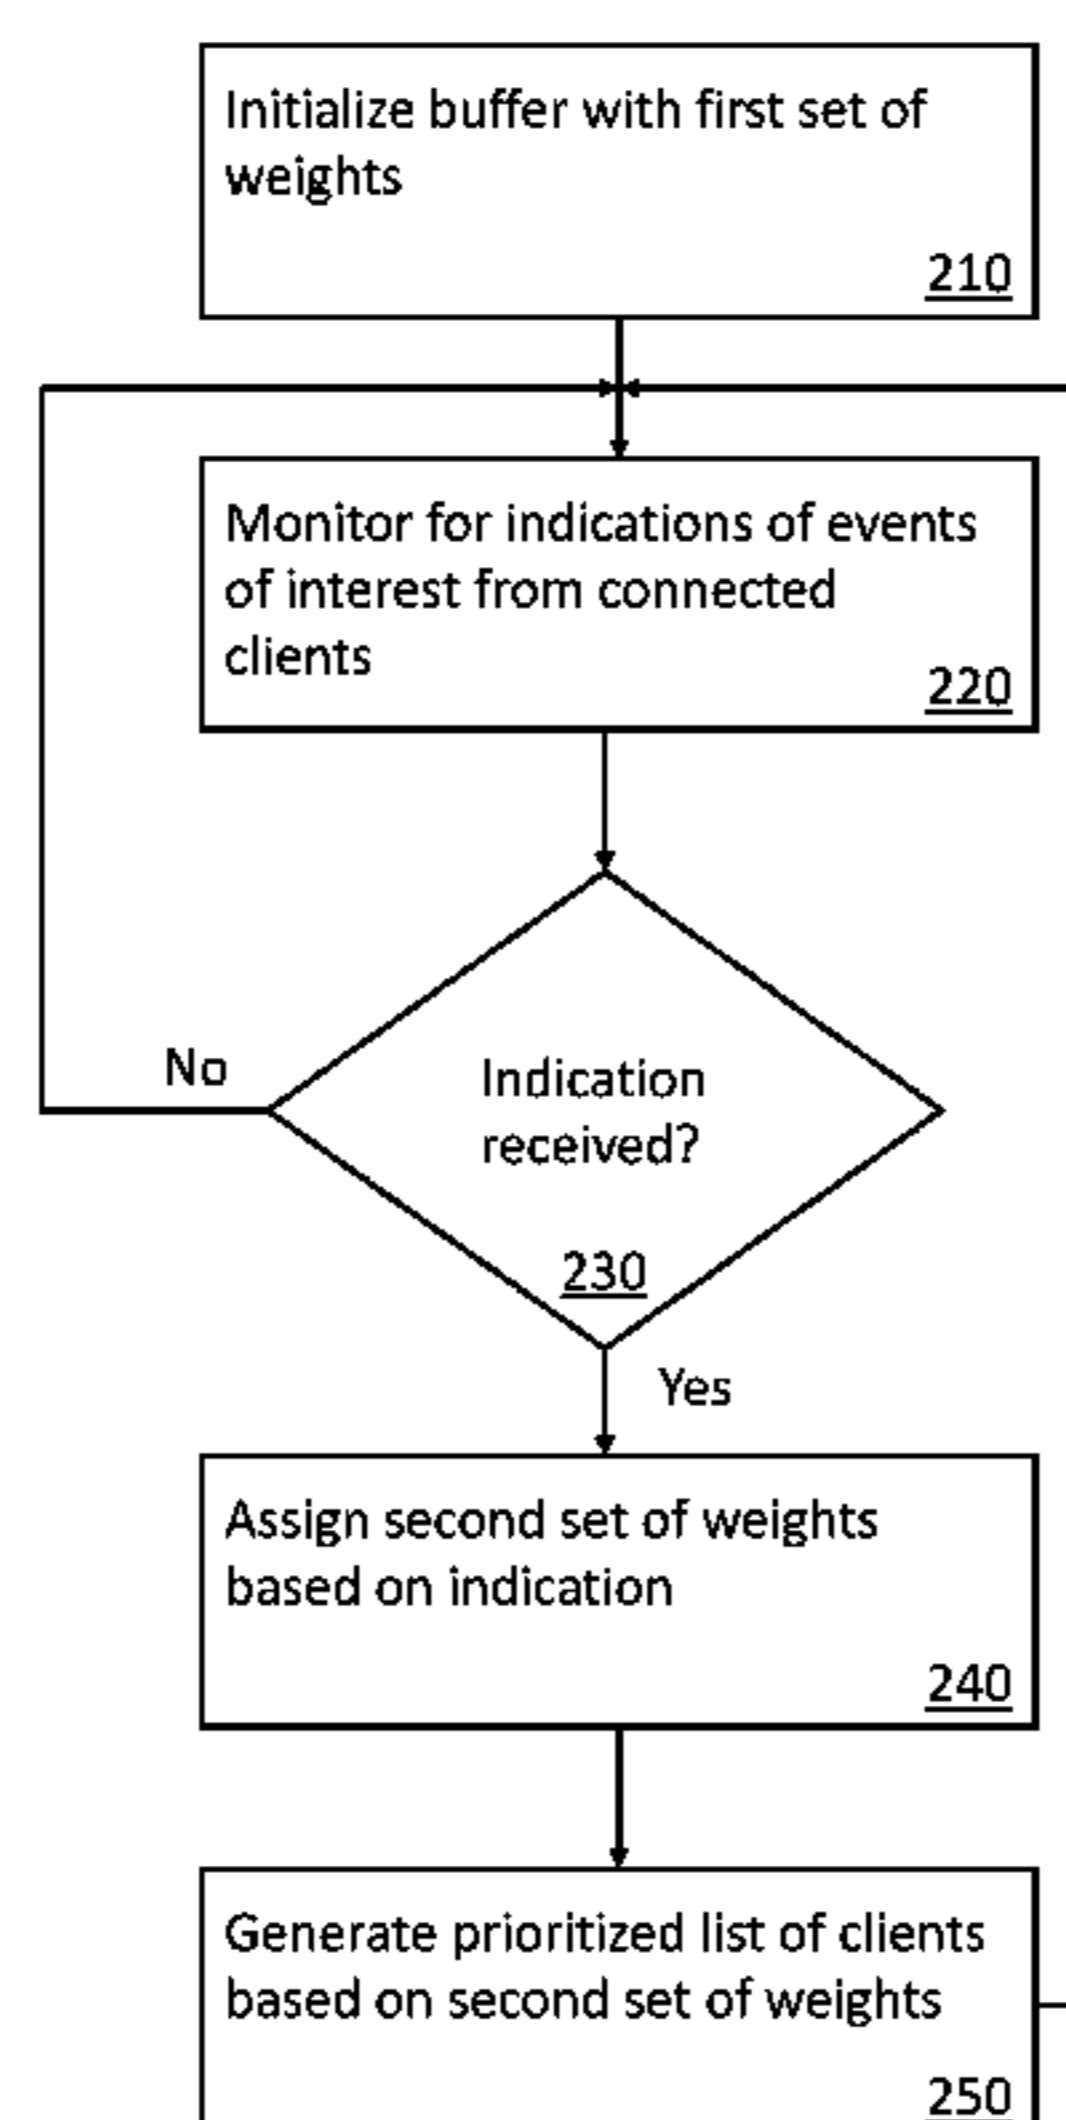 Initialize buffer with first set of
weights
210
Monitor for indications of events
of interest from connected
clients
220
No
Indication
received?
230
Yes
Assign second set of weights
based on indication
240
Generate prioritized list of clients
based on second set of weights
250